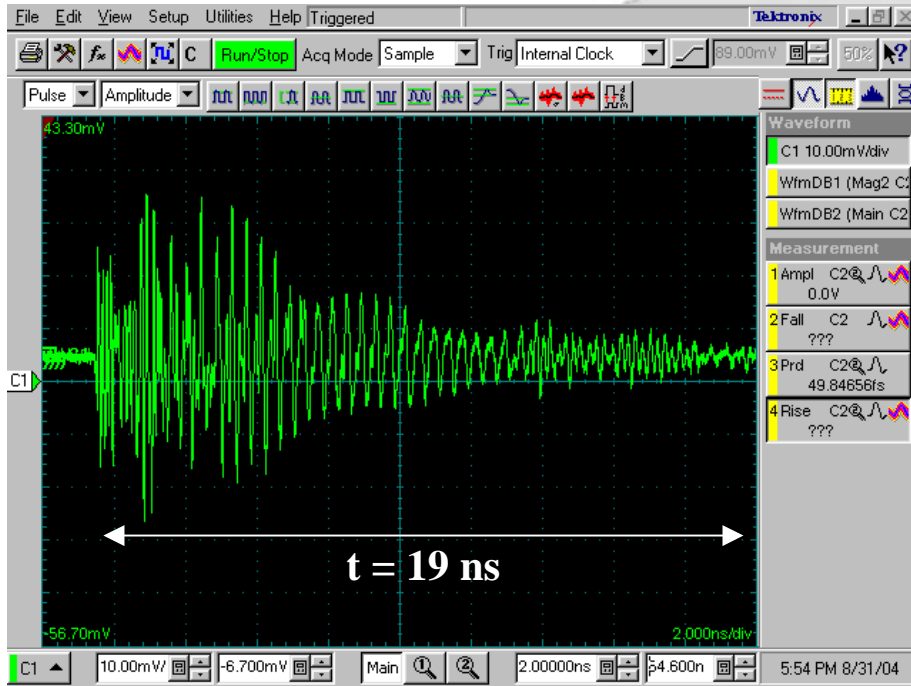 File Edit View Setup Utilities Help Triggered Tektronix
C Run/Stop Acq Mode Sample Trig Internal Clock 89.00mV 50%
Pulse Amplitude
43.30mV
C1
t = 19 ns
-56.70mV 2.000ns/div
Waveform
C1 10.00mV/div
WfmDB1 (Mag2 C2
WfmDB2 (Main C2
Measurement
1 Ampl C2
0.0V
2 Fall C2
???
3 Prd C2
49.84656fs
4 Rise C2
???
C1 10.00mV/ -6.700mV Main 1 2 2.00000ns 54.600n 5:54 PM 8/31/04